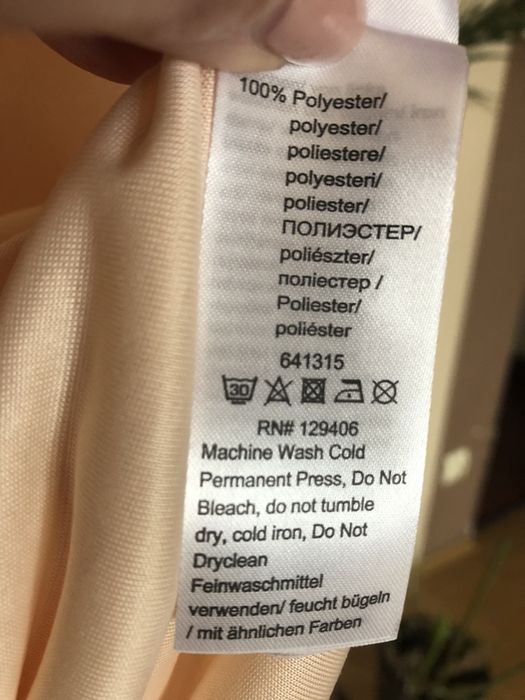 100% Polyester/
polyester/
poliestere/
polyesteri/
poliester/
ПОЛИЭСТЕР/
poliészter/
поліестер /
Poliester/
poliéster
641315
30
RN# 129406
Machine Wash Cold
Permanent Press, Do Not
Bleach, do not tumble
dry, cold iron, Do Not
Dryclean
Feinwaschmittel
verwenden/ feucht bügeln
/ mit ähnlichen Farben